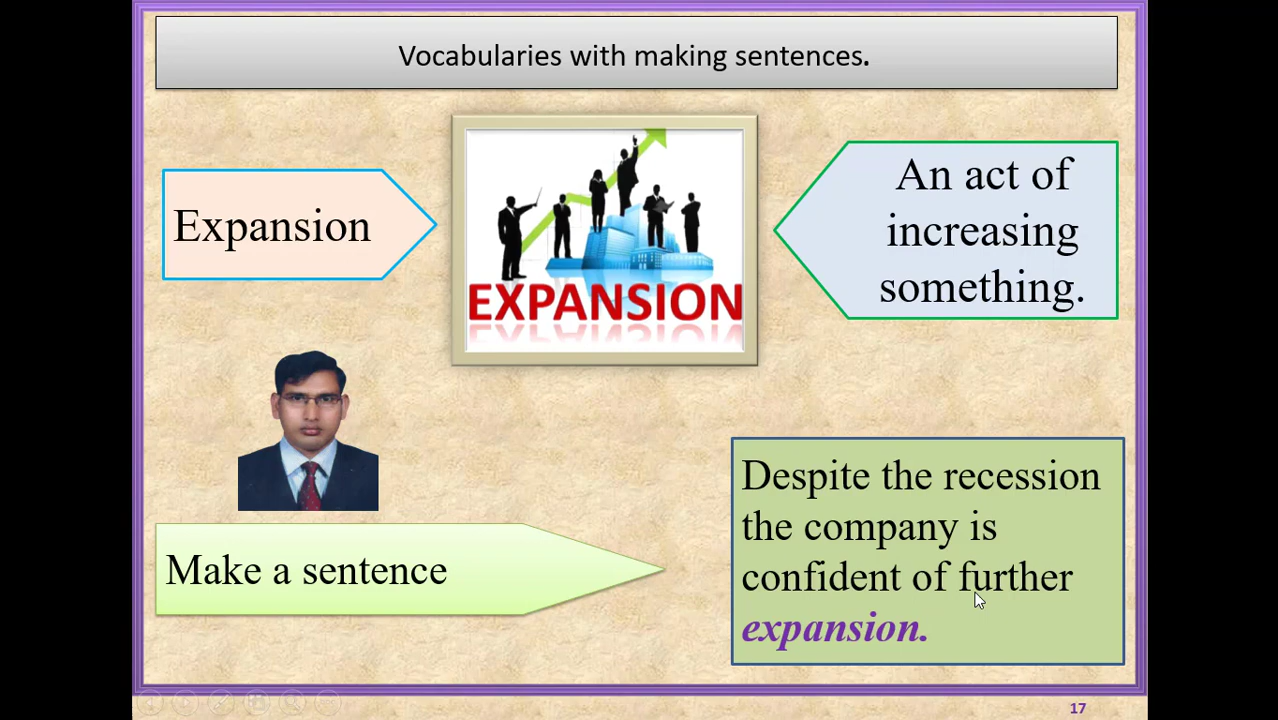 Vocabularies with making sentences.
Expansion
EXPANSION
An act of
increasing
something.
Make a sentence
Despite the recession
the company is
confident of further
expansion.
17